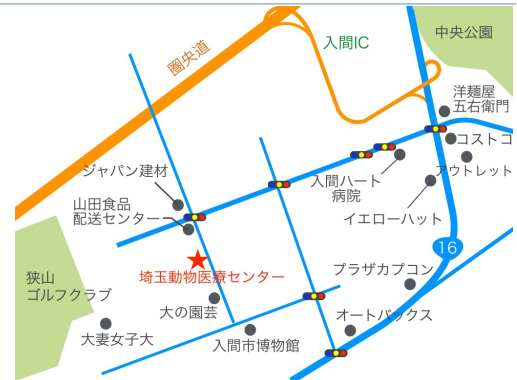 中央公園
入間IC
圏央道
洋麺屋
五右衛門
コストコ
アウトレット
ジャパン建材
入間ハート
病院
山田食品
配送センター
イエローハット
16
埼玉動物医療センター
プラザカプコン
狭山
ゴルフクラブ
大の園芸
オートバックス
大妻女子大
入間市博物館